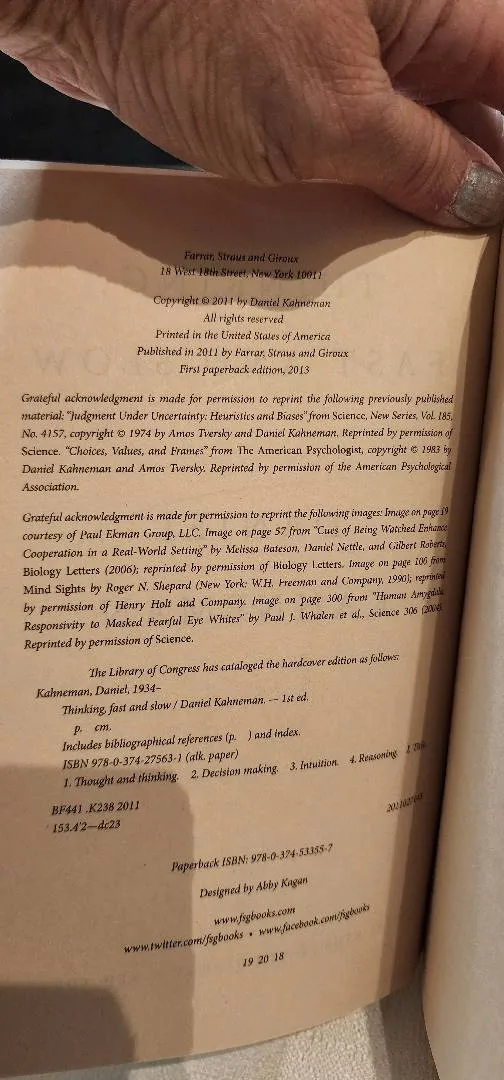 Farrar, Straus and Giroux
18 West 18th Street, New York 10011
Copyright © 2011 by Daniel Kahneman
All rights reserved
Printed in the United States of America
Published in 2011 by Farrar, Straus and Giroux
First paperback edition, 2013
Grateful acknowledgment is made for permission to reprint the following previously published
material: "Judgment Under Uncertainty: Heuristics and Biases" from Science, New Series, Vol. 185,
No. 4157, copyright © 1974 by Amos Tversky and Daniel Kahneman. Reprinted by permission of
Science. "Choices, Values, and Frames" from The American Psychologist, copyright © 1983 by
Daniel Kahneman and Amos Tversky. Reprinted by permission of the American Psychological
Association.
Grateful acknowledgment is made for permission to reprint the following images: Image on page 19
courtesy of Paul Ekman Group, LLC. Image on page 57 from "Cues of Being Watched Enhance
Cooperation in a Real-World Setting" by Melissa Bateson, Daniel Nettle, and Gilbert Roberts,
Biology Letters (2006); reprinted by permission of Biology Letters. Image on page 100 from
Mind Sights by Roger N. Shepard (New York: W.H. Freeman and Company, 1990); reprinted
by permission of Henry Holt and Company. Image on page 300 from "Human Amygdala
Responsivity to Masked Fearful Eye Whites" by Paul J. Whalen et al., Science 306 (2004).
Reprinted by permission of Science.
The Library of Congress has cataloged the hardcover edition as follows:
Kahneman, Daniel, 1934–
Thinking, fast and slow / Daniel Kahneman. -– 1st ed.
p. cm.
Includes bibliographical references (p. ) and index.
ISBN 978-0-374-27563-1 (alk. paper)
1. Thought and thinking. 2. Decision making. 3. Intuition. 4. Reasoning. I. Title.
BF441 .K238 2011
153.4'2—dc23
Paperback ISBN: 978-0-374-53355-7
Designed by Abby Kagan
www.fsgbooks.com
www.twitter.com/fsgbooks • www.facebook.com/fsgbooks
19 20 18